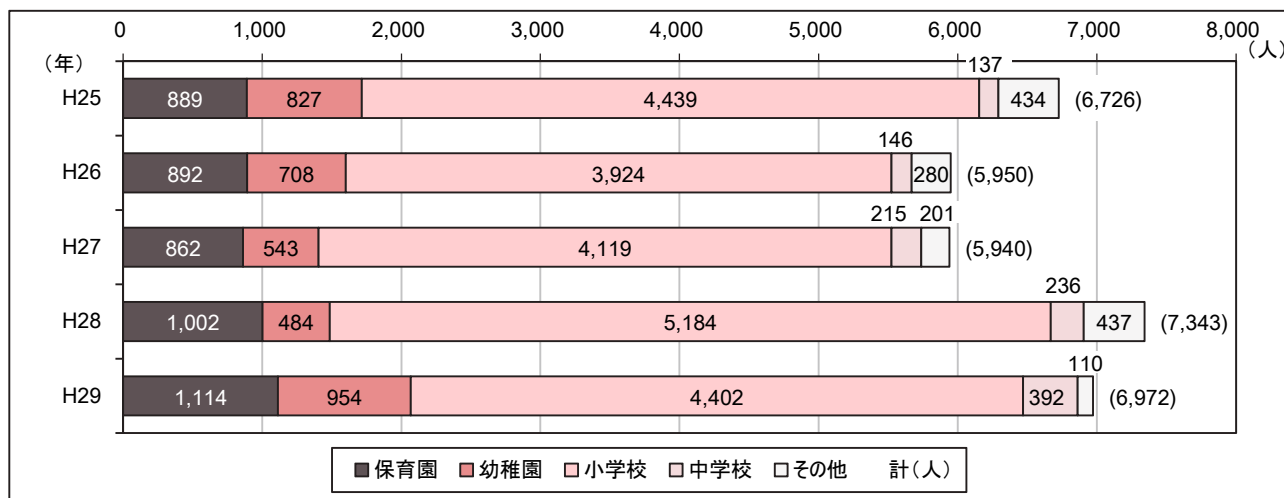 0 1,000 2,000 3,000 4,000 5,000 6,000 7,000 8,000
（年） （人）
137
H25 889 827 4,439 434 (6,726)
146
H26 892 708 3,924 280 (5,950)
215 201
H27 862 543 4,119 (5,940)
236
H28 1,002 484 5,184 437 (7,343)
110
H29 1,114 954 4,402 392 (6,972)
保育園 幼稚園 小学校 中学校 その他 計（人）